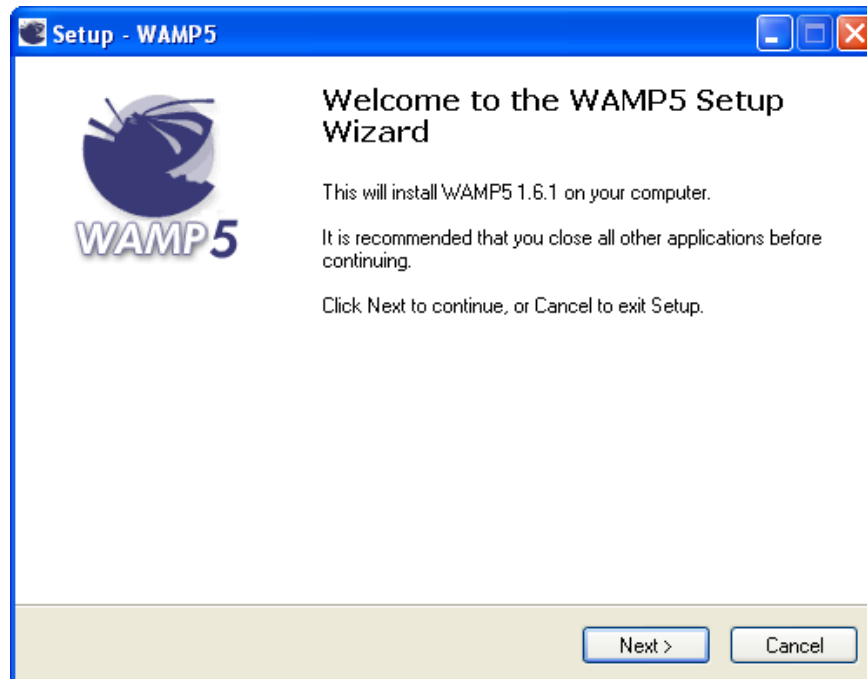 Setup - WAMP5
Welcome to the WAMP5 Setup
Wizard
WAMP5
This will install WAMP5 1.6.1 on your computer.
It is recommended that you close all other applications before
continuing.
Click Next to continue, or Cancel to exit Setup.
Next >
Cancel